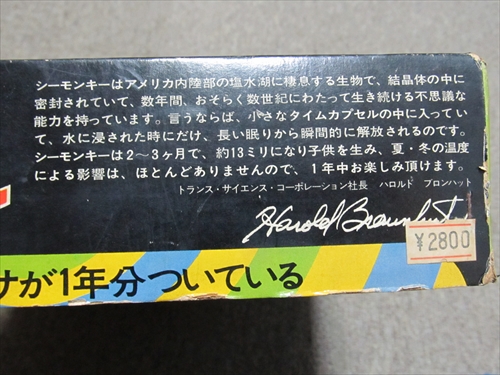 シーモンキーはアメリカ内陸部の塩水湖に棲息する生物で、結晶体の中に
密封されていて、数年間、おそらく数世紀にわたって生き続ける不思議な
能力を持っています。言うならば、小さなタイムカプセルの中に入ってい
て、水に浸された時にだけ、長い眠りから瞬間的に解放されるのです。
シーモンキーは2〜3ヶ月で、約13ミリになり子供を生み、夏・冬の温度
による影響は、ほとんどありませんので、1年中お楽しみ頂けます。
トランス・サイエンス・コーポレーション社長 ハロルド ブロンハット
Harold Braunhut
¥2800
サが1年分ついている